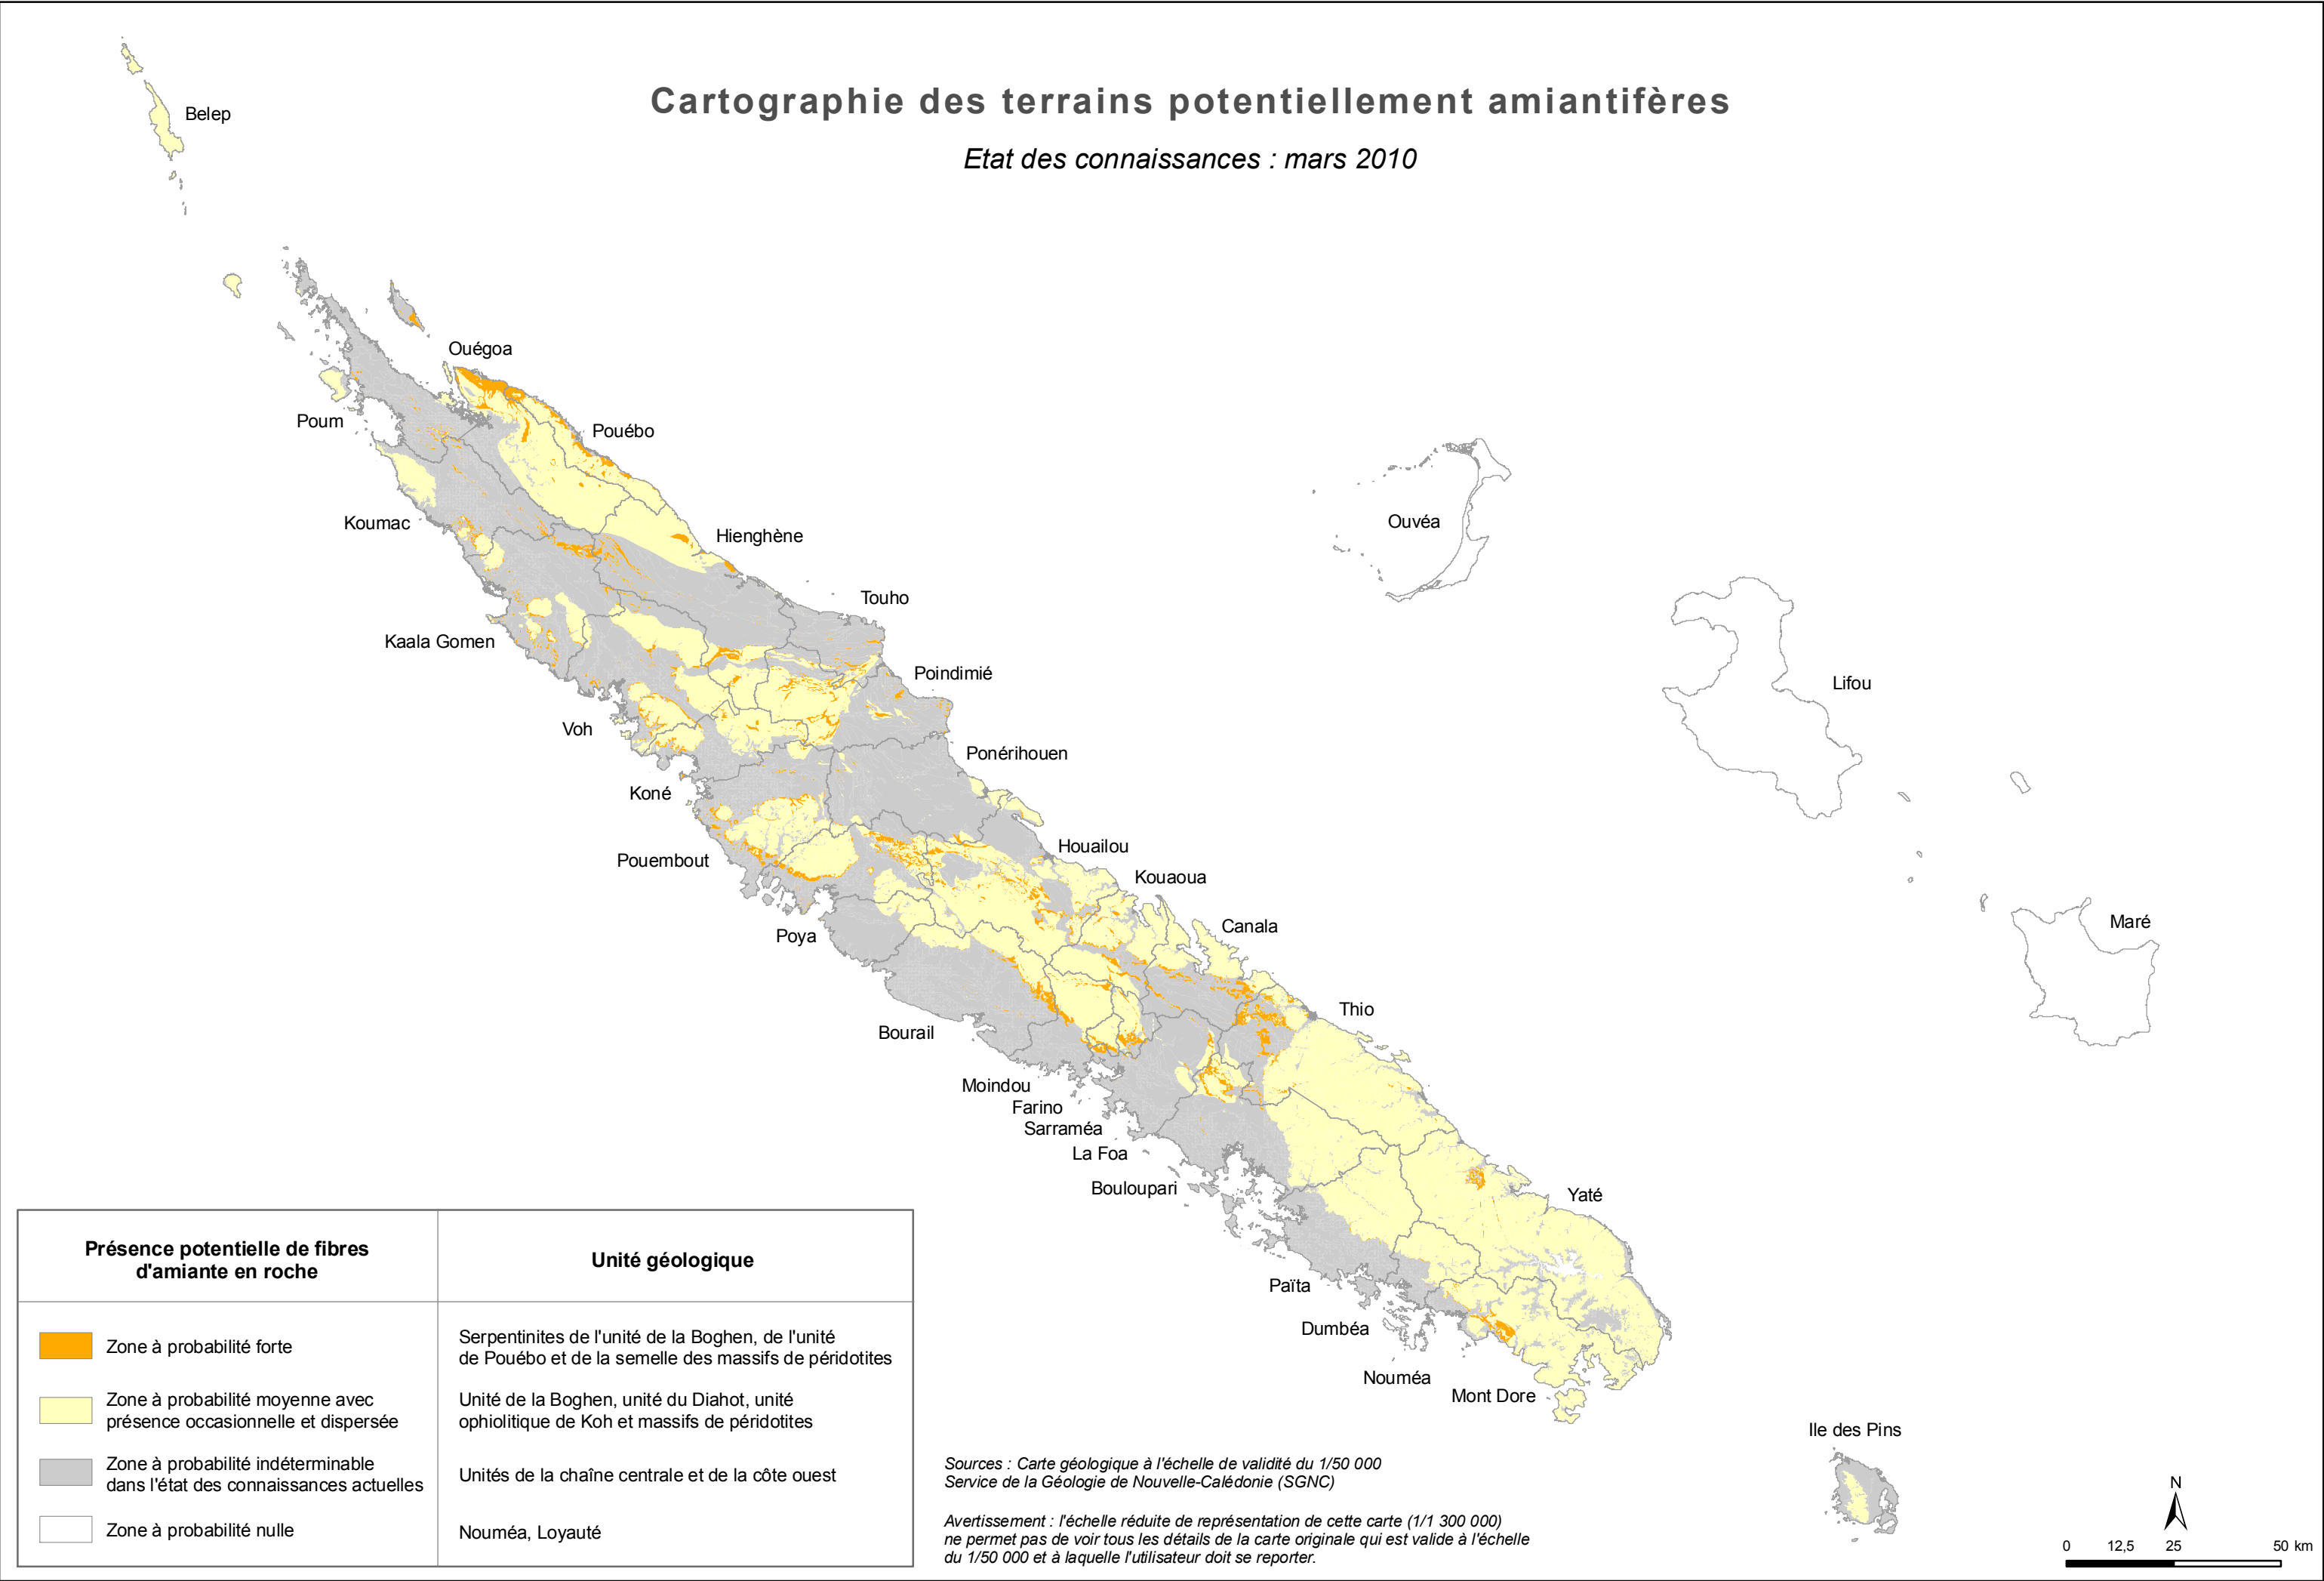 Cartographie des terrains potentiellement amiantifères
Etat des connaissances : mars 2010
Belep
Ouégoa
Poum
Pouébo
Koumac
Hienghène
Ouvéa
Touho
Kaala Gomen
Poindimié
Lifou
Voh
Ponérihouen
Koné
Houailou
Pouembout
Kouaoua
Canala
Maré
Poya
Thio
Bourail
Moindou
Farino
Sarraméa
La Foa
Bouloupari
Yaté
Païta
Dumbéa
Nouméa
Mont Dore
Ile des Pins
Présence potentielle de fibres
d'amiante en roche
Unité géologique
Zone à probabilité forte
Serpentinites de l'unité de la Boghen, de l'unité
de Pouébo et de la semelle des massifs de péridotites
Zone à probabilité moyenne avec
présence occasionnelle et dispersée
Unité de la Boghen, unité du Diahot, unité
ophiolitique de Koh et massifs de péridotites
Zone à probabilité indéterminable
dans l'état des connaissances actuelles
Unités de la chaîne centrale et de la côte ouest
Zone à probabilité nulle
Nouméa, Loyauté
Sources : Carte géologique à l'échelle de validité du 1/50 000
Service de la Géologie de Nouvelle-Calédonie (SGNC)
Avertissement : l'échelle réduite de représentation de cette carte (1/1 300 000)
ne permet pas de voir tous les détails de la carte originale qui est valide à l'échelle
du 1/50 000 et à laquelle l'utilisateur doit se reporter.
N
0 12,5 25 50 km